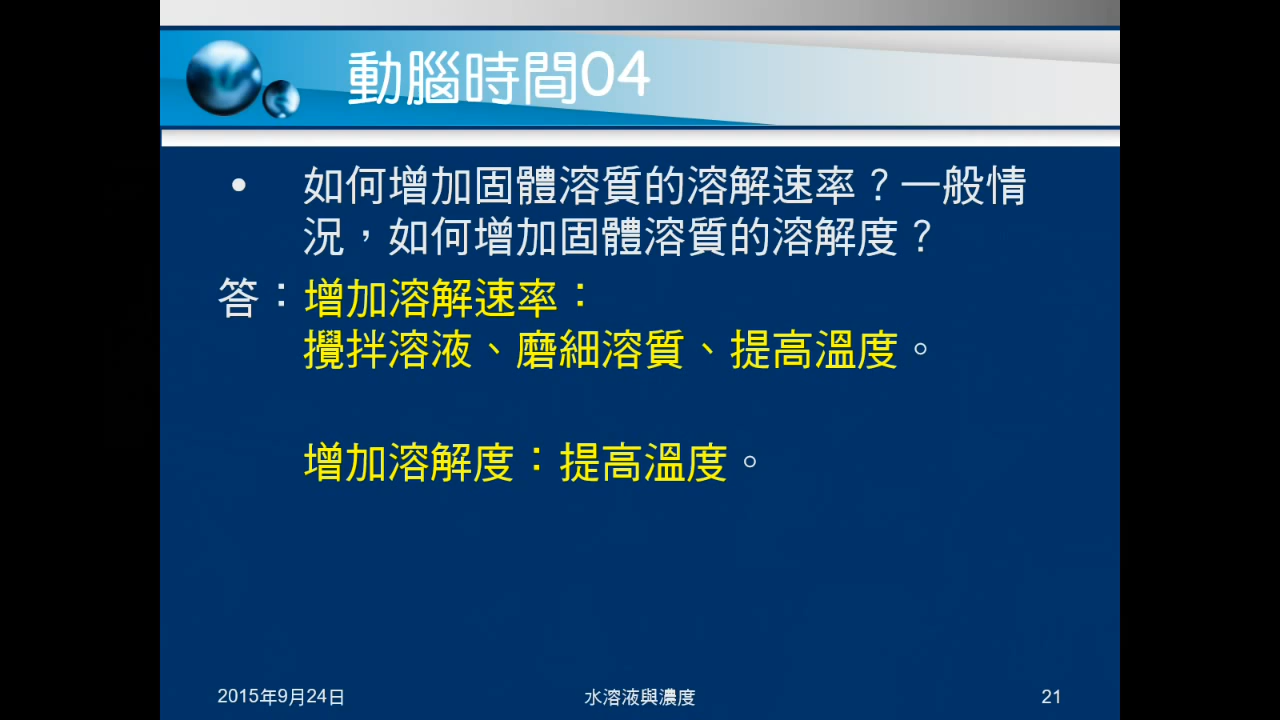 動腦時間04
• 如何增加固體溶質的溶解速率？一般情
況，如何增加固體溶質的溶解度？
答：增加溶解速率：
攪拌溶液、磨細溶質、提高溫度。
增加溶解度：提高溫度。
2015年9月24日
水溶液與濃度
21